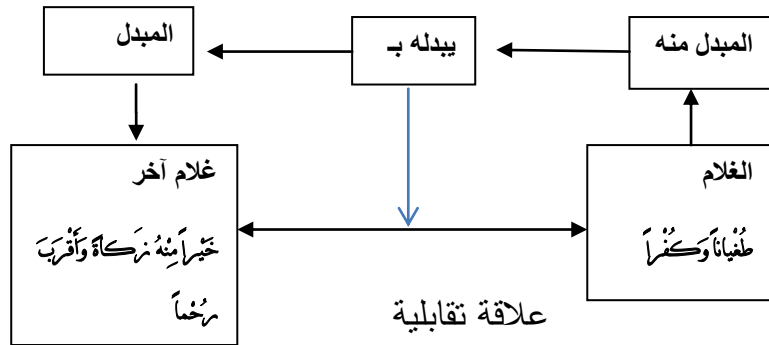 المبدل منه
يبدله بـ
المبدل
الغلام
طُغْيَاناً وَكُفْراً
غلام آخر
خَيْراً مِنْهُ زَكَاةً وَأَقْرَبَ
رُحْماً
علاقة تقابلية